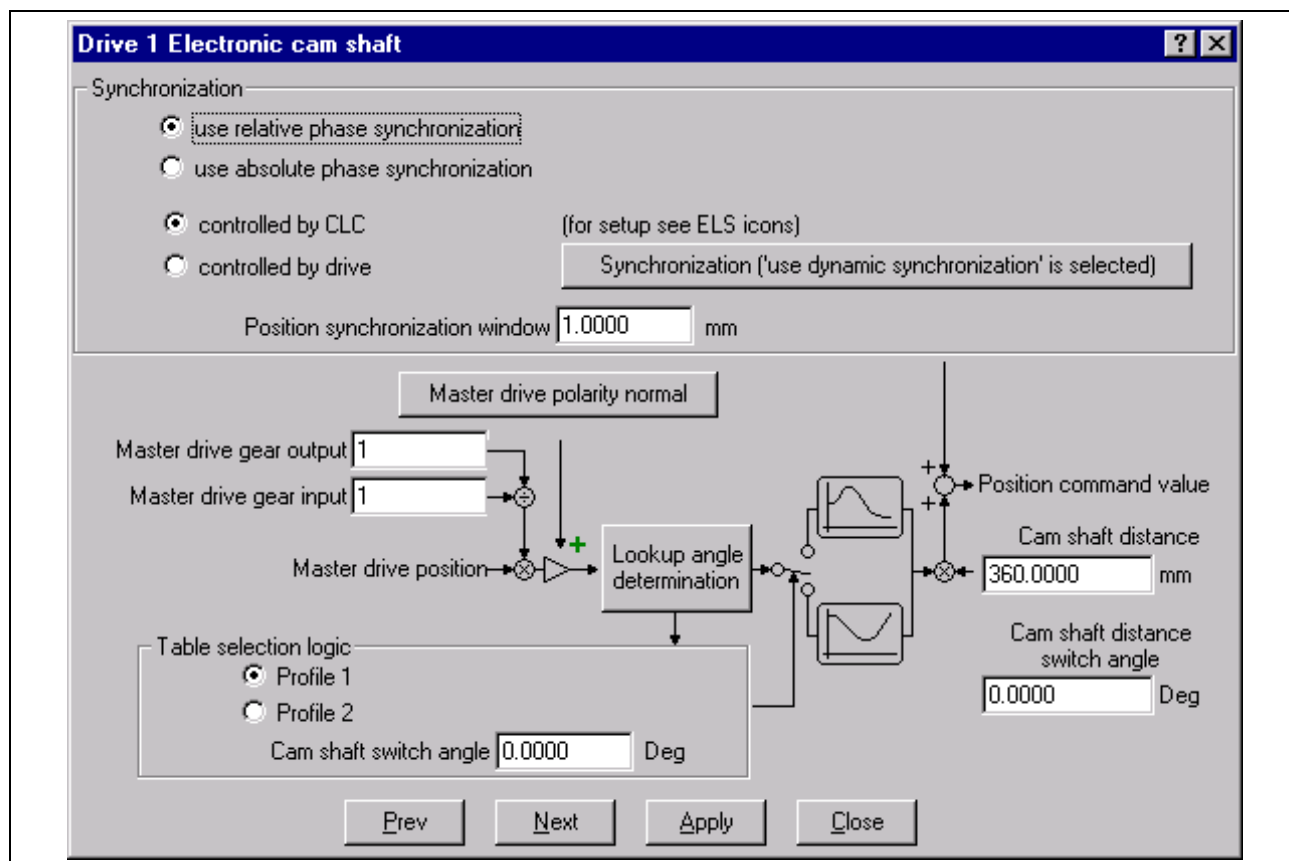 Drive 1 Electronic cam shaft
Synchronization
use relative phase synchronization
use absolute phase synchronization
controlled by CLC
(for setup see ELS icons)
controlled by drive
Synchronization ('use dynamic synchronization' is selected)
Position synchronization window 1.0000 mm
Master drive polarity normal
Master drive gear output 1
Master drive gear input 1
Master drive position
Lookup angle
determination
Position command value
Cam shaft distance
360.0000 mm
Cam shaft distance
switch angle
0.0000 Deg
Table selection logic
Profile 1
Profile 2
Cam shaft switch angle 0.0000 Deg
Prev Next Apply Close